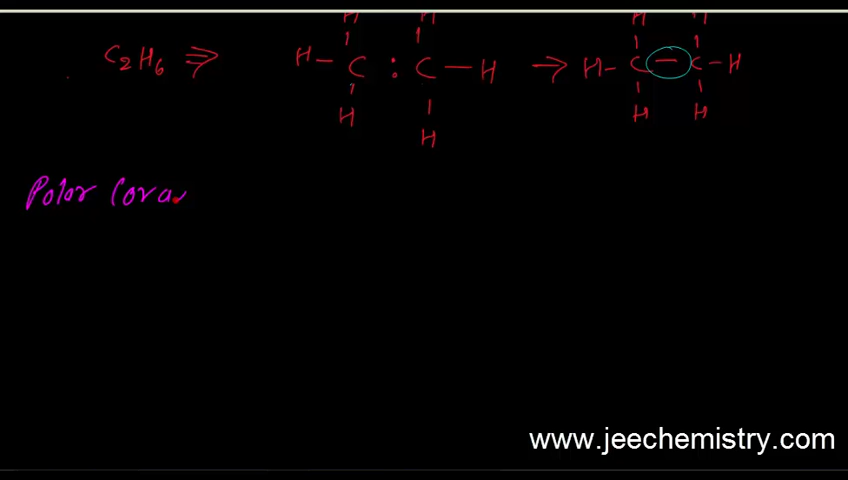 H H H H
C₂H₆ ⇒ H - C : C - H → H - C - C - H
H H H H
Polar Cova
www.jeechemistry.com